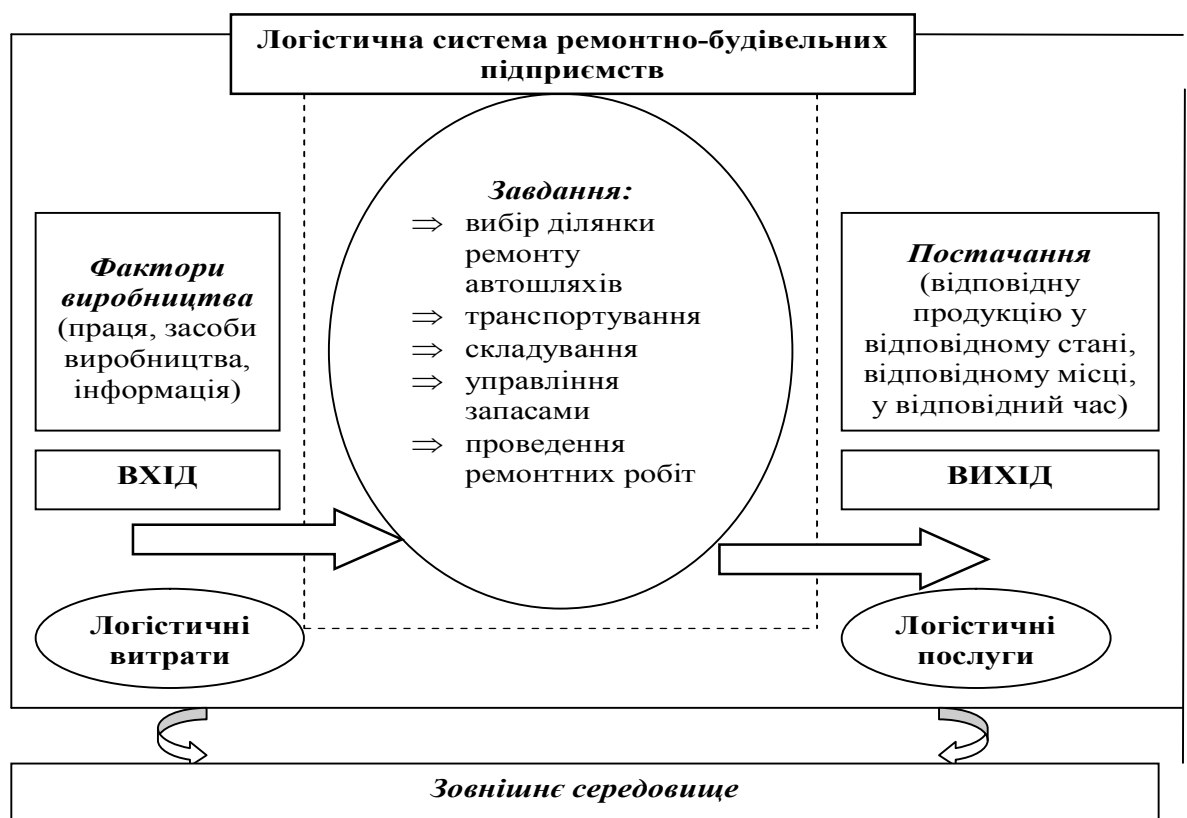 Логістична система ремонтно-будівельних
підприємств
Фактори
виробництва
(праця, засоби
виробництва,
інформація)
ВХІД
Логістичні
витрати
Завдання:
⇒ вибір ділянки
ремонту
автошляхів
⇒ транспортування
⇒ складування
⇒ управління
запасами
⇒ проведення
ремонтних робіт
Постачання
(відповідну
продукцію у
відповідному стані,
відповідному місці,
у відповідний час)
ВИХІД
Логістичні
послуги
Зовнішнє середовище